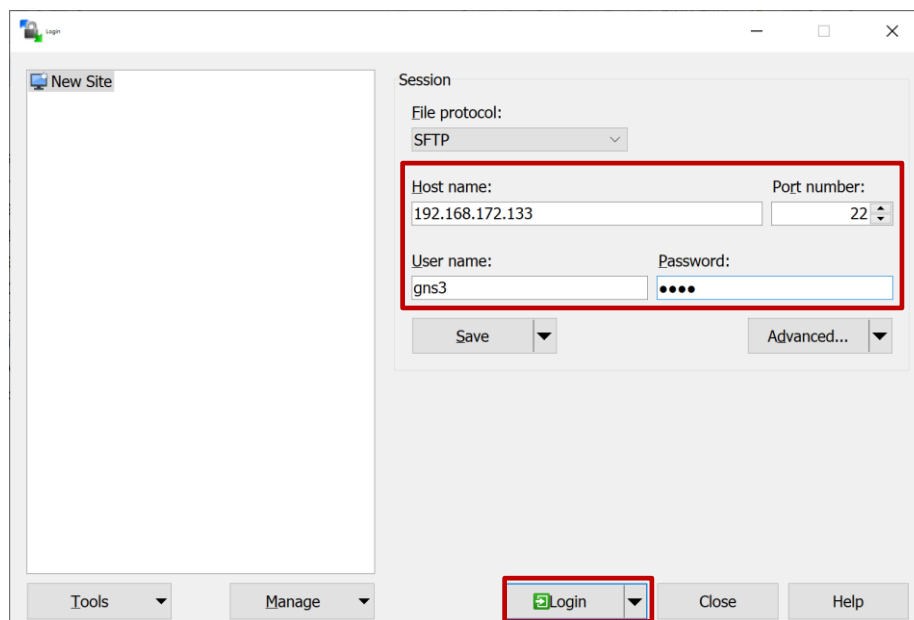 Login
New Site
Session
File protocol:
SFTP
Host name: Port number:
192.168.172.133 22
User name: Password:
gns3 ••••
Save Advanced...
Tools Manage Login Close Help